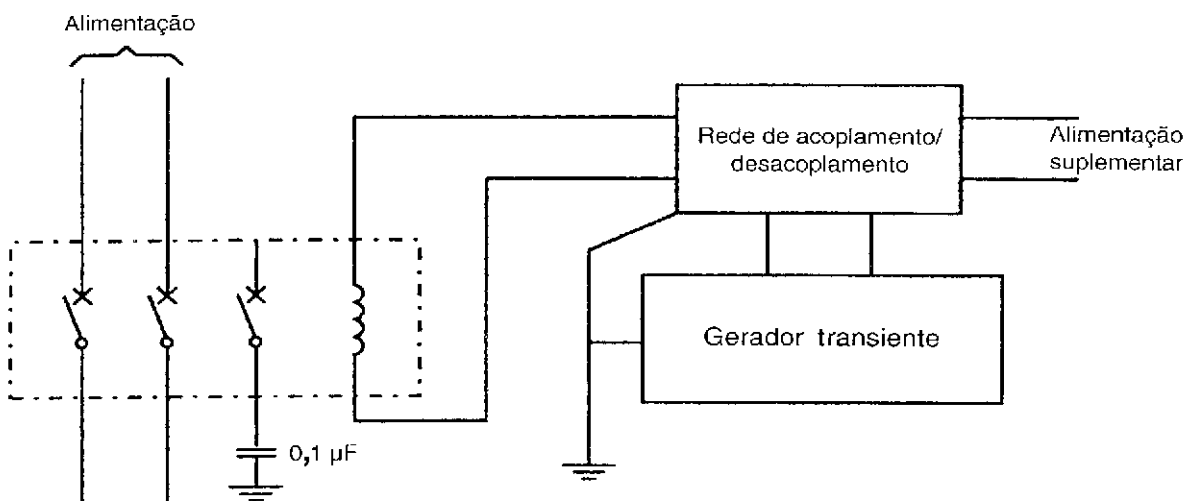 Alimentação
Rede de acoplamento/
desacoplamento
Alimentação
suplementar
Gerador transiente
0,1 µF